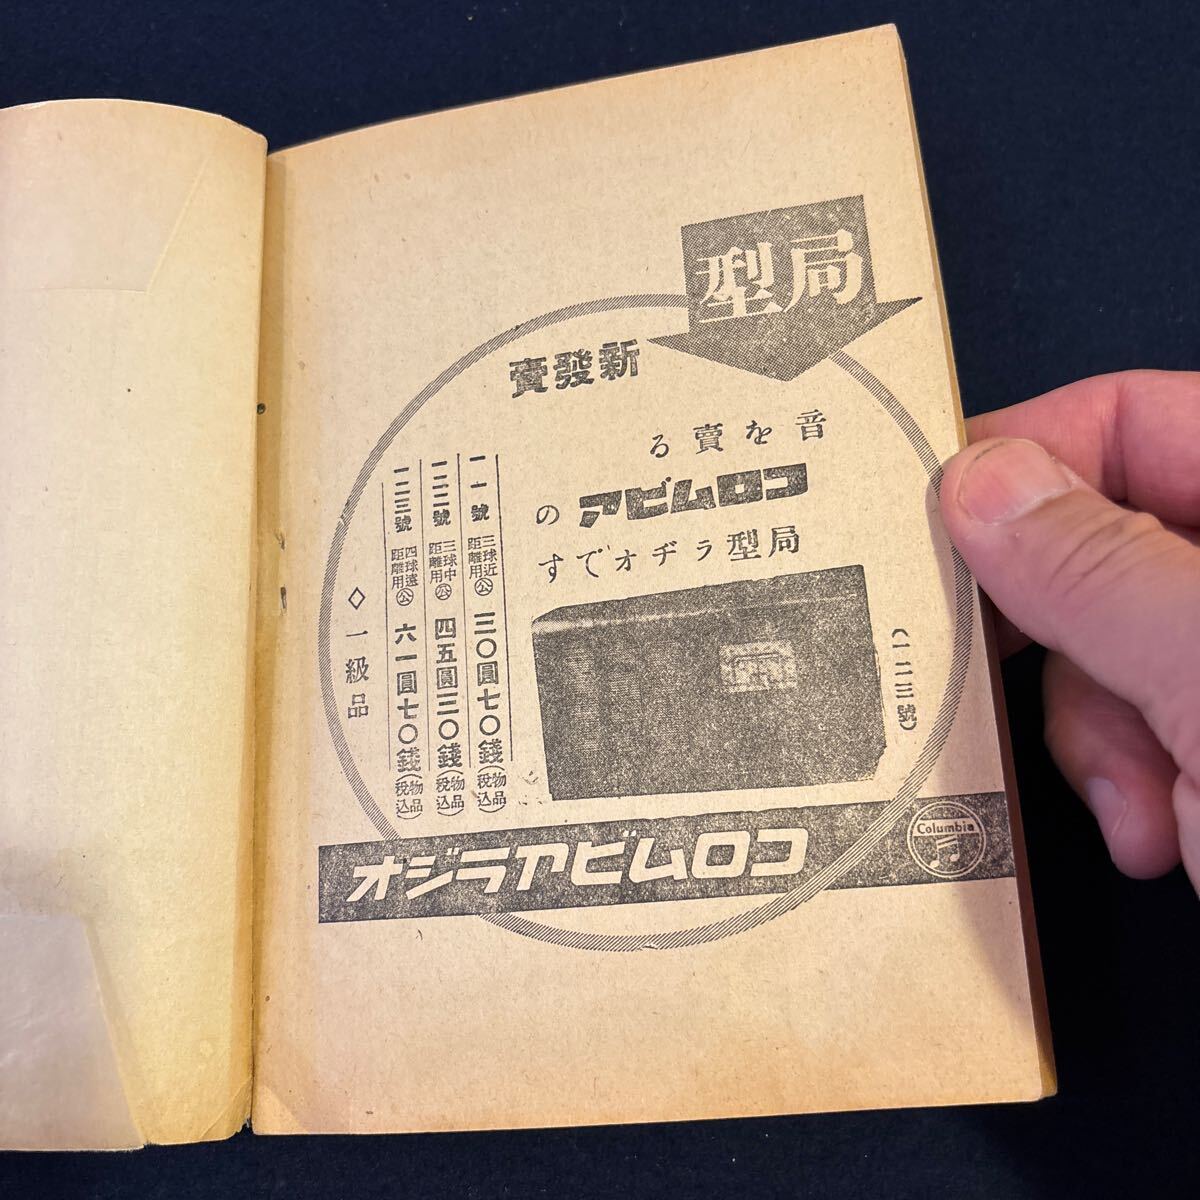 局型
新發賣
音を賣る
コロムビアの
局型ラヂオです
(一二三號)
一一號 三球近距離用 公 三〇圓七〇錢(物品税込)
一二二號 三球中距離用 公 四五圓三〇錢(物品税込)
一二三號 四球遠距離用 公 六一圓七〇錢(物品税込)
◇一級品
コロムビアラジオ
Columbia